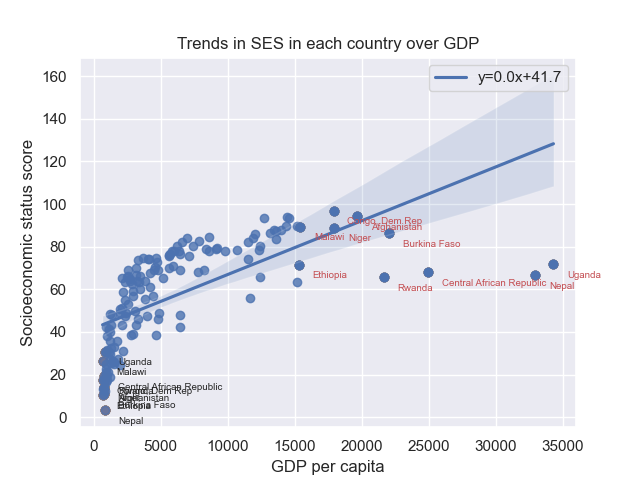 Trends in SES in each country over GDP
y=0.0x+41.7
160
140
120
100
80
60
40
20
0
Socioeconomic status score
Congo, Dem.Rep
Afghanistan
Malawi
Niger
Burkina Faso
Ethiopia
Rwanda
Central African Republic
Nepal
Uganda
Uganda
Malawi
Central African Republic
Afghanistan
Burkina Faso
Ethiopia
Nepal
0
5000
10000
15000
20000
25000
30000
35000
GDP per capita